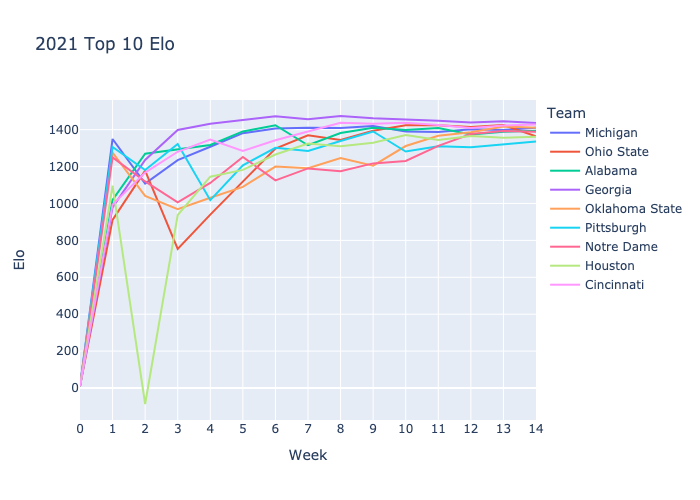 2021 Top 10 Elo
Team
Michigan
Ohio State
Alabama
Georgia
Oklahoma State
Pittsburgh
Notre Dame
Houston
Cincinnati
Elo
1400
1200
1000
800
600
400
200
0
0 1 2 3 4 5 6 7 8 9 10 11 12 13 14
Week